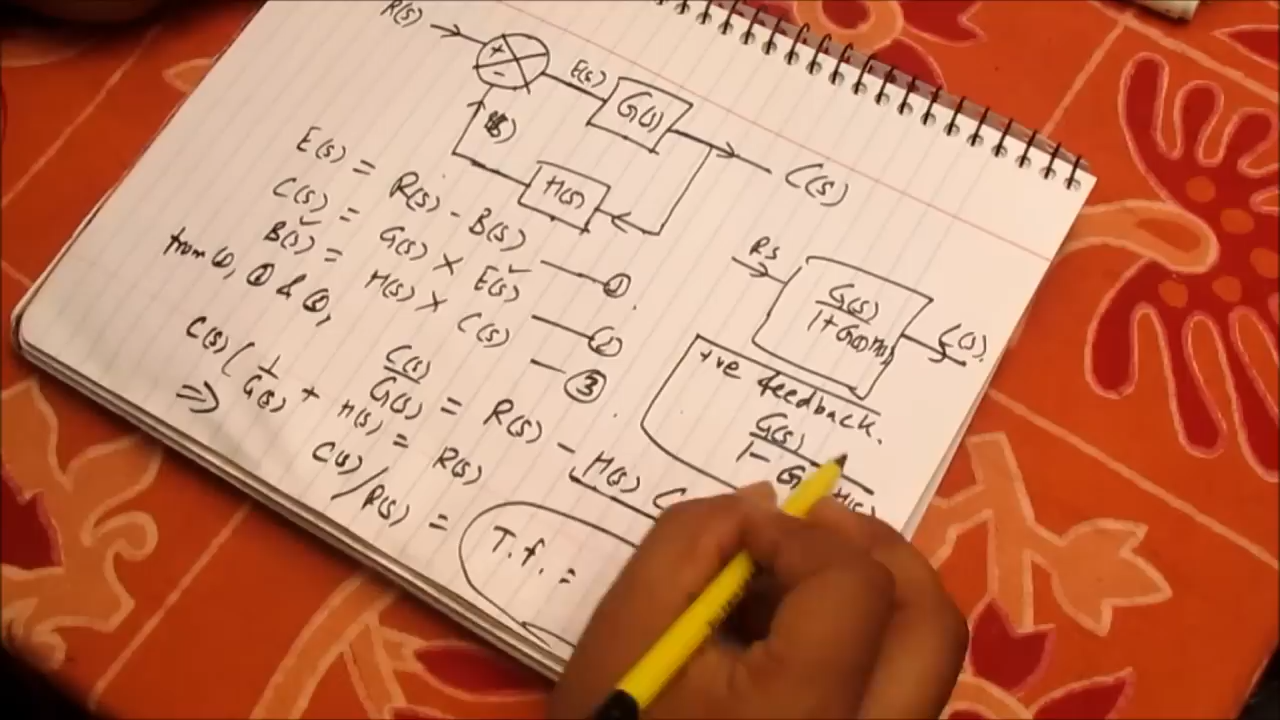 R(s)
+
-
E(s)
G(s)
C(s)
H(s)
E(s) = R(s) - B(s) — ①.
C(s) = G(s) × E(s) — ②
B(s) = H(s) × C(s) — ③
from ①, ② & ③,
C(s)/G(s) = R(s) - H(s) C
C(s) ( 1/G(s) + H(s) = R(s)
⇒ C(s)/R(s) = T.f. =
RS
G(s)
1+G(s)H(s)
C(s).
+ve feedback.
G(s)
1- G H(s)